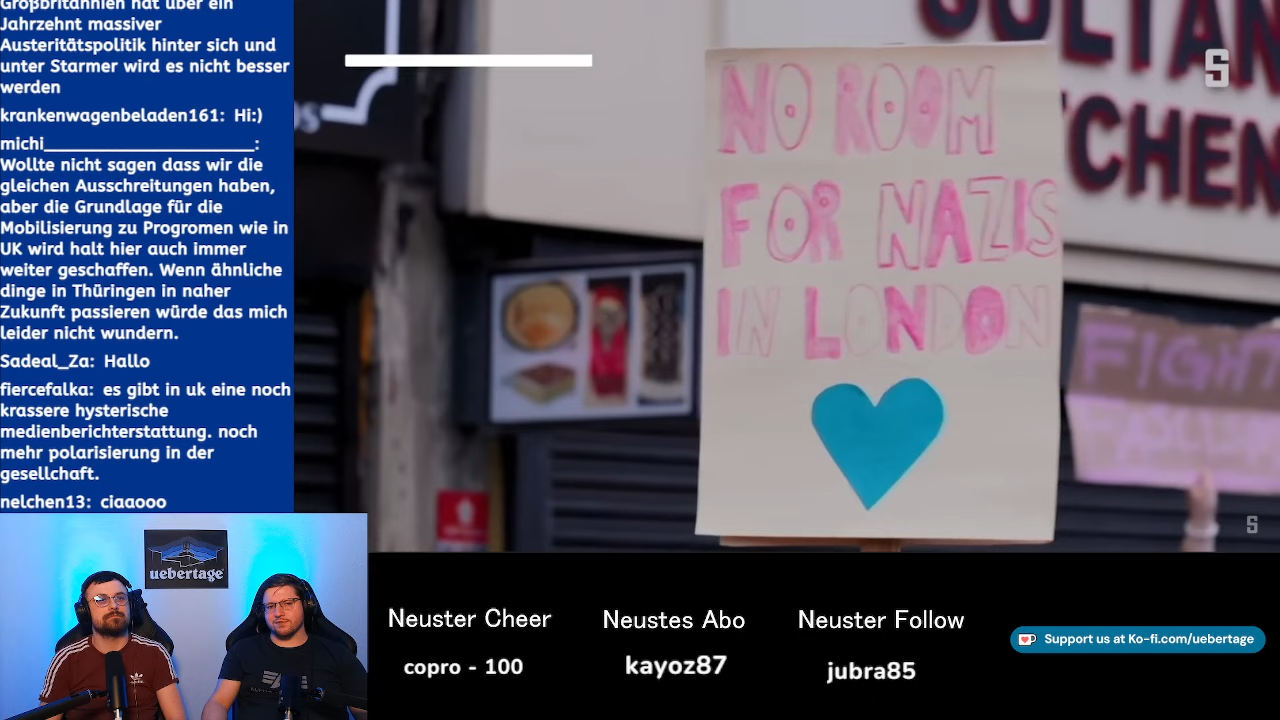 Großbritannien hat über ein
Jahrzehnt massiver
Austeritätspolitik hinter sich und
unter Starmer wird es nicht besser
werden
krankenwagenbeladen161: Hi:)
michi____________________:
Wollte nicht sagen dass wir die
gleichen Ausschreitungen haben,
aber die Grundlage für die
Mobilisierung zu Progromen wie in
UK wird halt hier auch immer
weiter geschaffen. Wenn ähnliche
dinge in Thüringen in naher
Zukunft passieren würde das mich
leider nicht wundern.
Sadeal_Za: Hallo
fiercefalka: es gibt in uk eine noch
krassere hysterische
medienberichterstattung. noch
mehr polarisierung in der
gesellchaft.
nelchen13: ciaaooo
NO ROOM
FOR NAZIS
IN LONDON
SULTAN
KITCHEN
FIGHT
S
S
uebertage
Neuster Cheer
copro - 100
Neustes Abo
kayoz87
Neuster Follow
jubra85
Support us at Ko-fi.com/uebertage